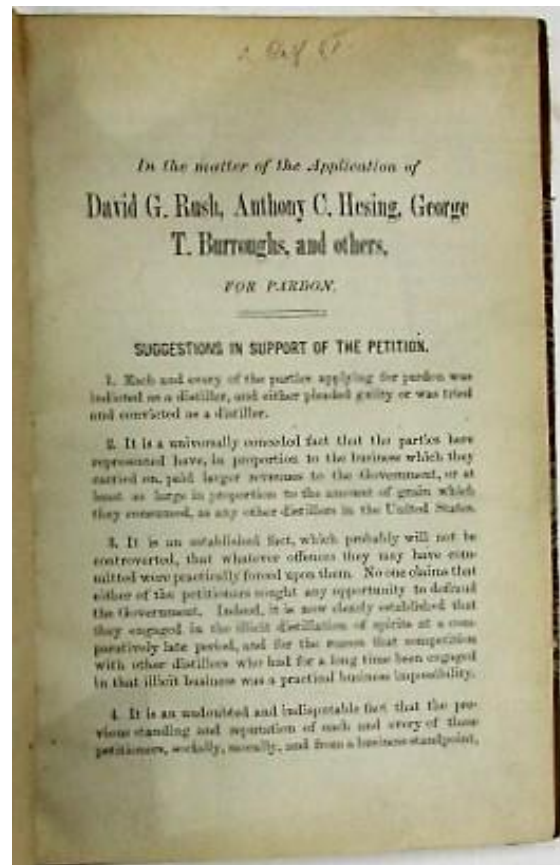 In the matter of the Application of
David G. Rush, Anthony C. Hesing, George
T. Burroughs, and others,
FOR PARDON.
SUGGESTIONS IN SUPPORT OF THE PETITION.
1. Each and every of the parties applying for pardon was
indicted as a distiller, and either pleaded guilty or was tried
and convicted as a distiller.
2. It is a universally conceded fact that the parties here
represented have, in proportion to the business which they
carried on, paid larger revenues to the Government, or at
least as large in proportion to the amount of grain which
they consumed, as any other distillers in the United States.
3. It is an established fact, which probably will not be
controverted, that whatever offences they may have com-
mitted were practically forced upon them. No one claims that
either of the petitioners sought any opportunity to defraud
the Government. Indeed, it is now clearly established that
they engaged in the illicit distillation of spirits at a com-
paratively late period, and for the reason that competition
with other distillers who had for a long time been engaged
in that illicit business was a practical business impossibility.
4. It is an undoubted and indisputable fact that the pre-
vious standing and reputation of each and every of these
petitioners, socially, morally, and from a business standpoint,